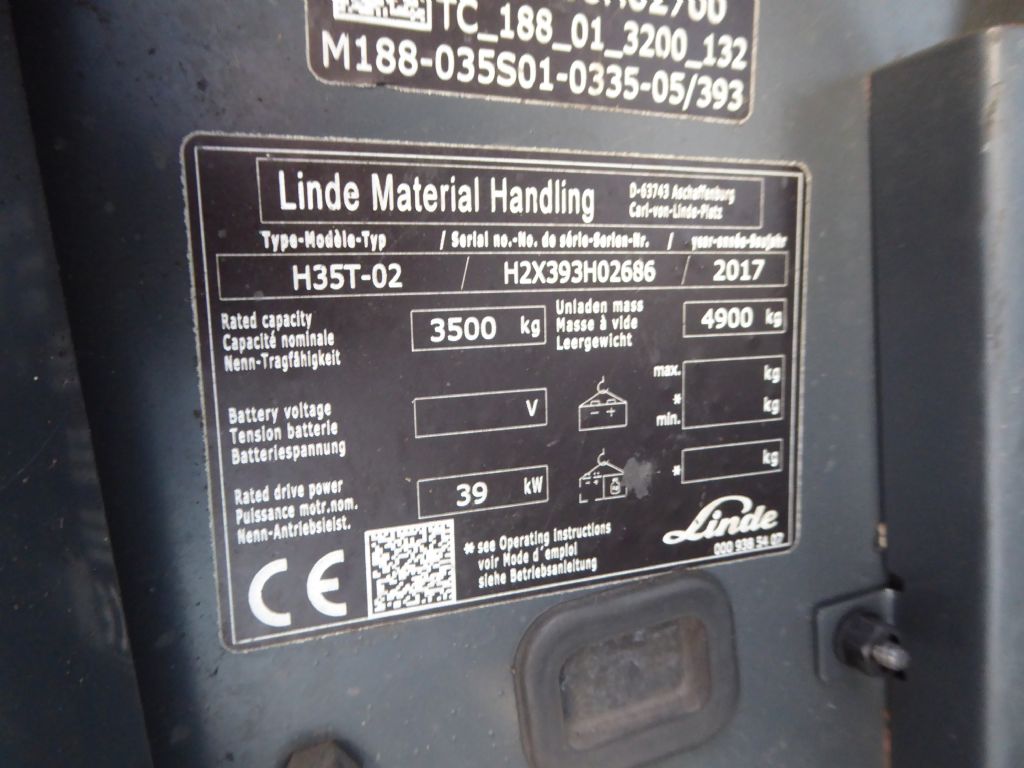 TC_188_01_3200_132
M188-035S01-0335-05/393
Linde Material Handling
D-63743 Aschaffenburg
Carl-von-Linde-Platz
Type-Modèle-Typ / Serial no.-No. de série-Serien-Nr. / year-année-Baujahr
H35T-02 / H2X393H02686 / 2017
Rated capacity
Capacité nominale
Nenn-Tragfähigkeit
3500 kg
Unladen mass
Masse à vide
Leergewicht
4900 kg
Battery voltage
Tension batterie
Batteriespannung
V
max. kg
*
min. kg
Rated drive power
Puissance motr.nom.
Nenn-Antriebsleist.
39 kW
* kg
Linde
000 938 54 07
CE
* see Operating Instructions
voir Mode d'emploi
siehe Betriebsanleitung